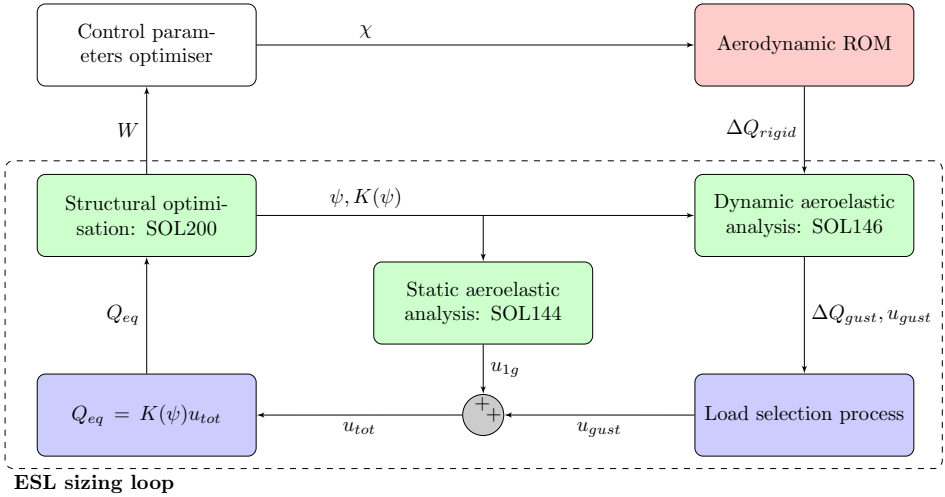 Control param-
eters optimiser
χ
Aerodynamic ROM
W
ΔQ_{rigid}
Structural optimi-
sation: SOL200
ψ, K(ψ)
Dynamic aeroelastic
analysis: SOL146
Static aeroelastic
analysis: SOL144
Q_{eq}
ΔQ_{gust}, u_{gust}
u_{1g}
Q_{eq} = K(ψ)u_{tot}
u_{tot}
+
+
u_{gust}
Load selection process
ESL sizing loop